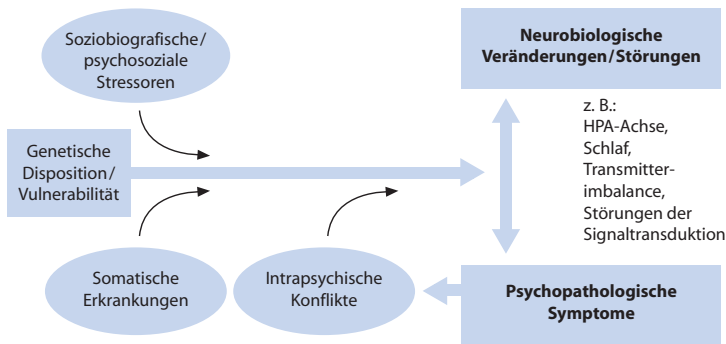 Soziobiografische/
psychosoziale
Stressoren
Neurobiologische
Veränderungen/Störungen
Genetische
Disposition/
Vulnerabilität
z. B.:
HPA-Achse,
Schlaf,
Transmitter-
imbalance,
Störungen der
Signaltransduktion
Somatische
Erkrankungen
Intrapsychische
Konflikte
Psychopathologische
Symptome